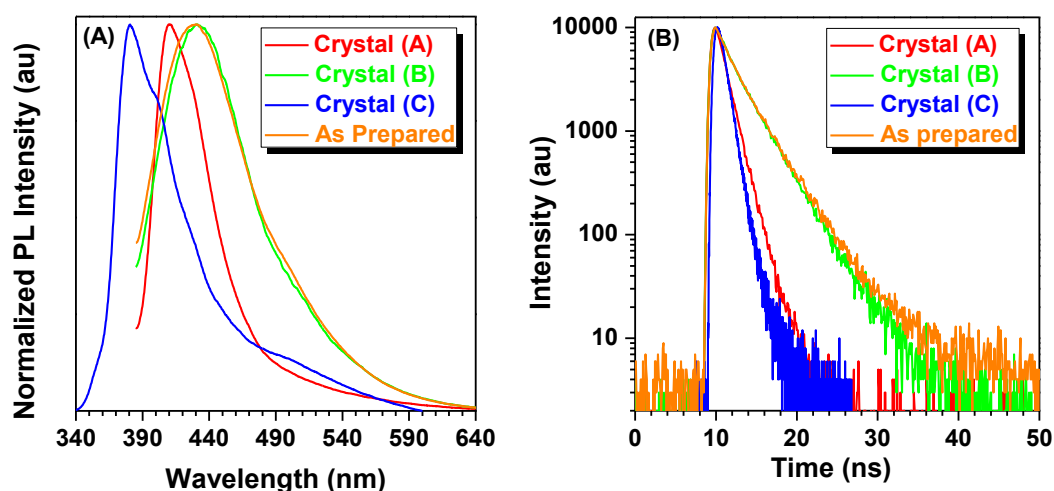 (A)
Crystal (A)
Crystal (B)
Crystal (C)
As Prepared
Normalized PL Intensity (au)
340 390 440 490 540 590 640
Wavelength (nm)
(B)
Crystal (A)
Crystal (B)
Crystal (C)
As prepared
Intensity (au)
10000
1000
100
10
0 10 20 30 40 50
Time (ns)